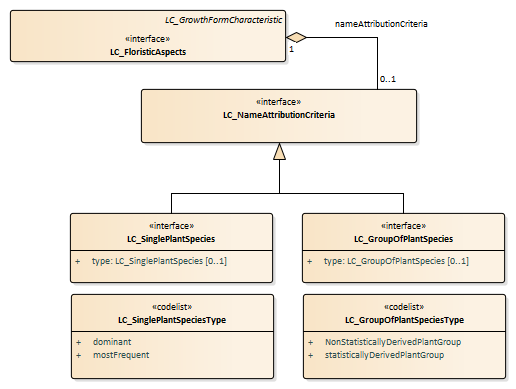 LC_GrowthFormCharacteristic
«interface»
LC_FloristicAspects
nameAttributionCriteria
1
0..1
«interface»
LC_NameAttributionCriteria
«interface»
LC_SinglePlantSpecies
+ type: LC_SinglePlantSpecies [0..1]
«interface»
LC_GroupOfPlantSpecies
+ type: LC_GroupOfPlantSpecies [0..1]
«codelist»
LC_SinglePlantSpeciesType
+ dominant
+ mostFrequent
«codelist»
LC_GroupOfPlantSpeciesType
+ NonStatisticallyDerivedPlantGroup
+ statisticallyDerivedPlantGroup